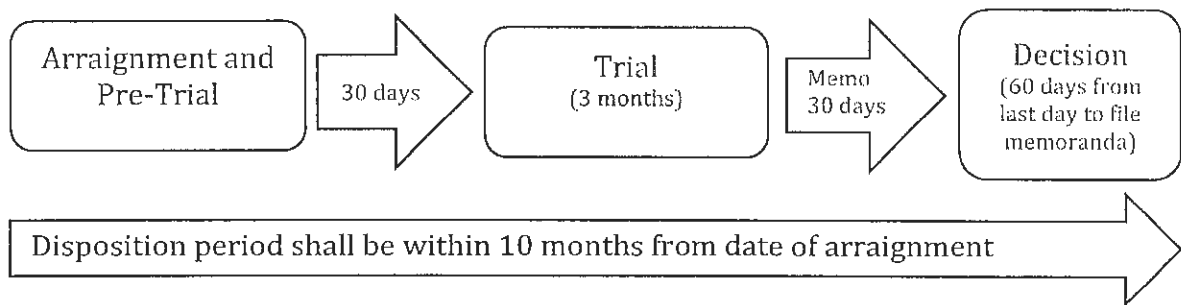 Arraignment and
Pre-Trial
30 days
Trial
(3 months)
Memo
30 days
Decision
(60 days from
last day to file
memoranda)
Disposition period shall be within 10 months from date of arraignment